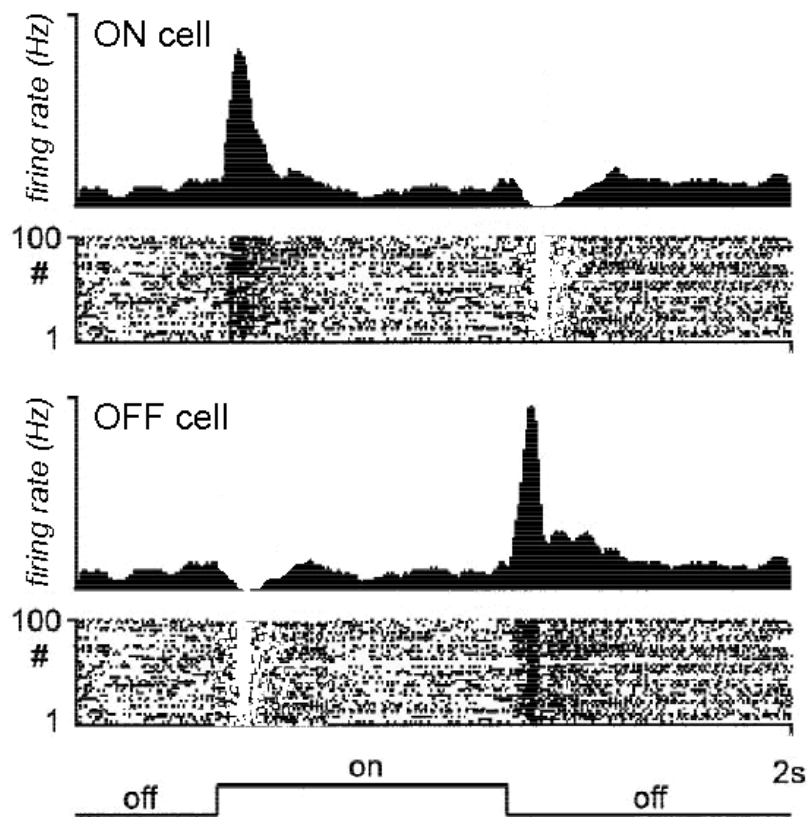 ON cell
firing rate (Hz)
100
#
1
OFF cell
firing rate (Hz)
100
#
1
off
on
off
2s